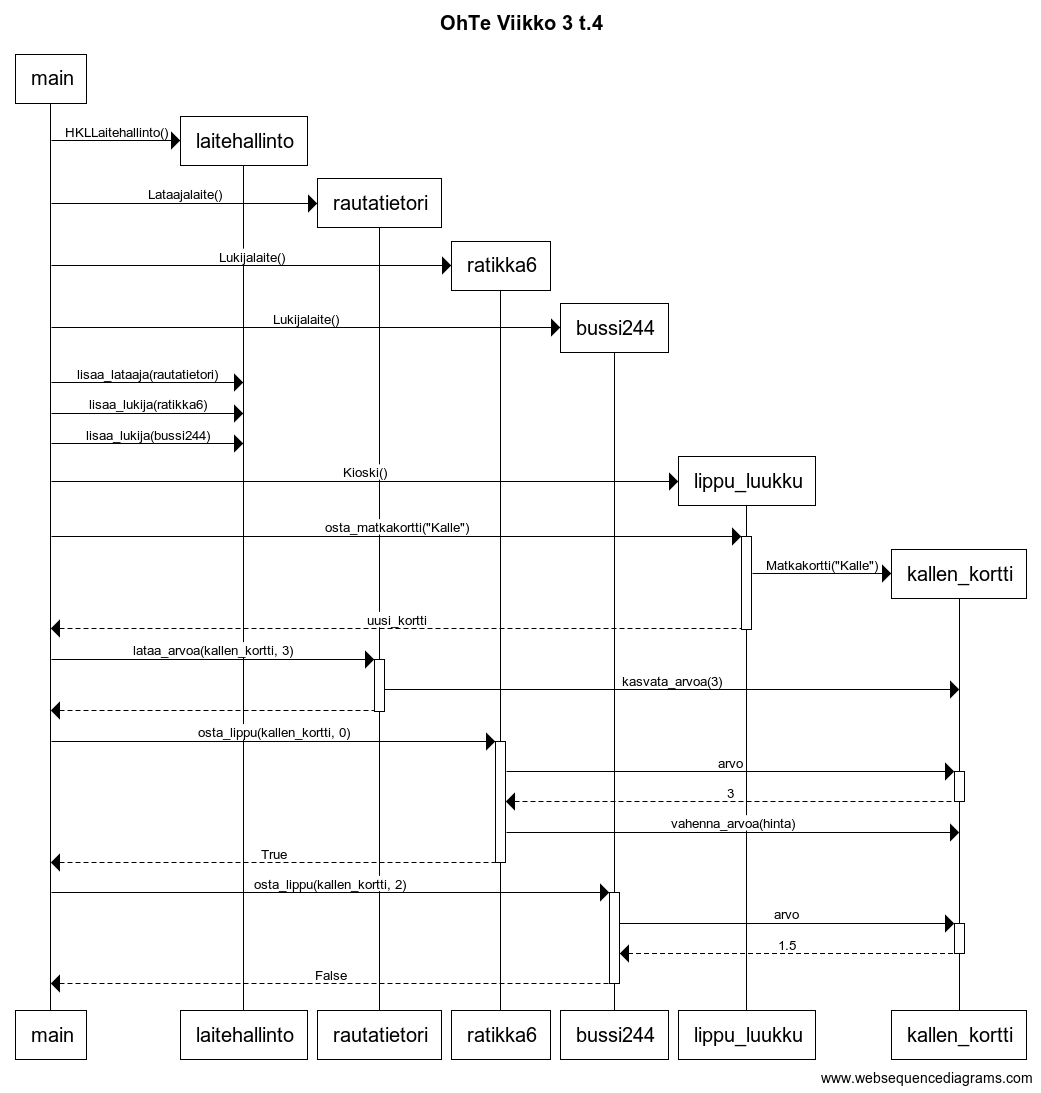 OhTe Viikko 3 t.4
main
HKLLaitehallinto()
laitehallinto
Lataajalaite()
rautatietori
Lukijalaite()
ratikka6
Lukijalaite()
bussi244
lisaa_lataaja(rautatietori)
lisaa_lukija(ratikka6)
lisaa_lukija(bussi244)
Kioski()
lippu_luukku
osta_matkakortti("Kalle")
Matkakortti("Kalle")
kallen_kortti
uusi_kortti
lataa_arvoa(kallen_kortti, 3)
kasvata_arvoa(3)
osta_lippu(kallen_kortti, 0)
arvo
3
vahenna_arvoa(hinta)
True
osta_lippu(kallen_kortti, 2)
arvo
1.5
False
main
laitehallinto
rautatietori
ratikka6
bussi244
lippu_luukku
kallen_kortti
www.websequencediagrams.com